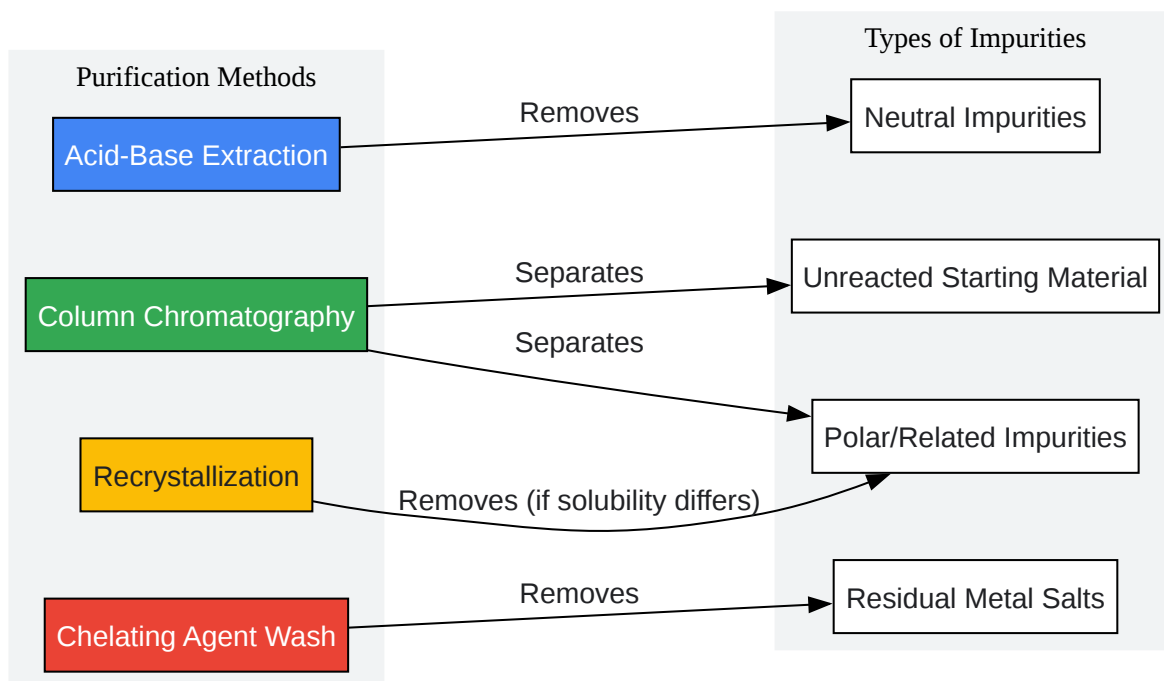 Purification Methods
Acid-Base Extraction
Column Chromatography
Recrystallization
Chelating Agent Wash
Removes
Separates
Separates
Removes (if solubility differs)
Removes
Types of Impurities
Neutral Impurities
Unreacted Starting Material
Polar/Related Impurities
Residual Metal Salts